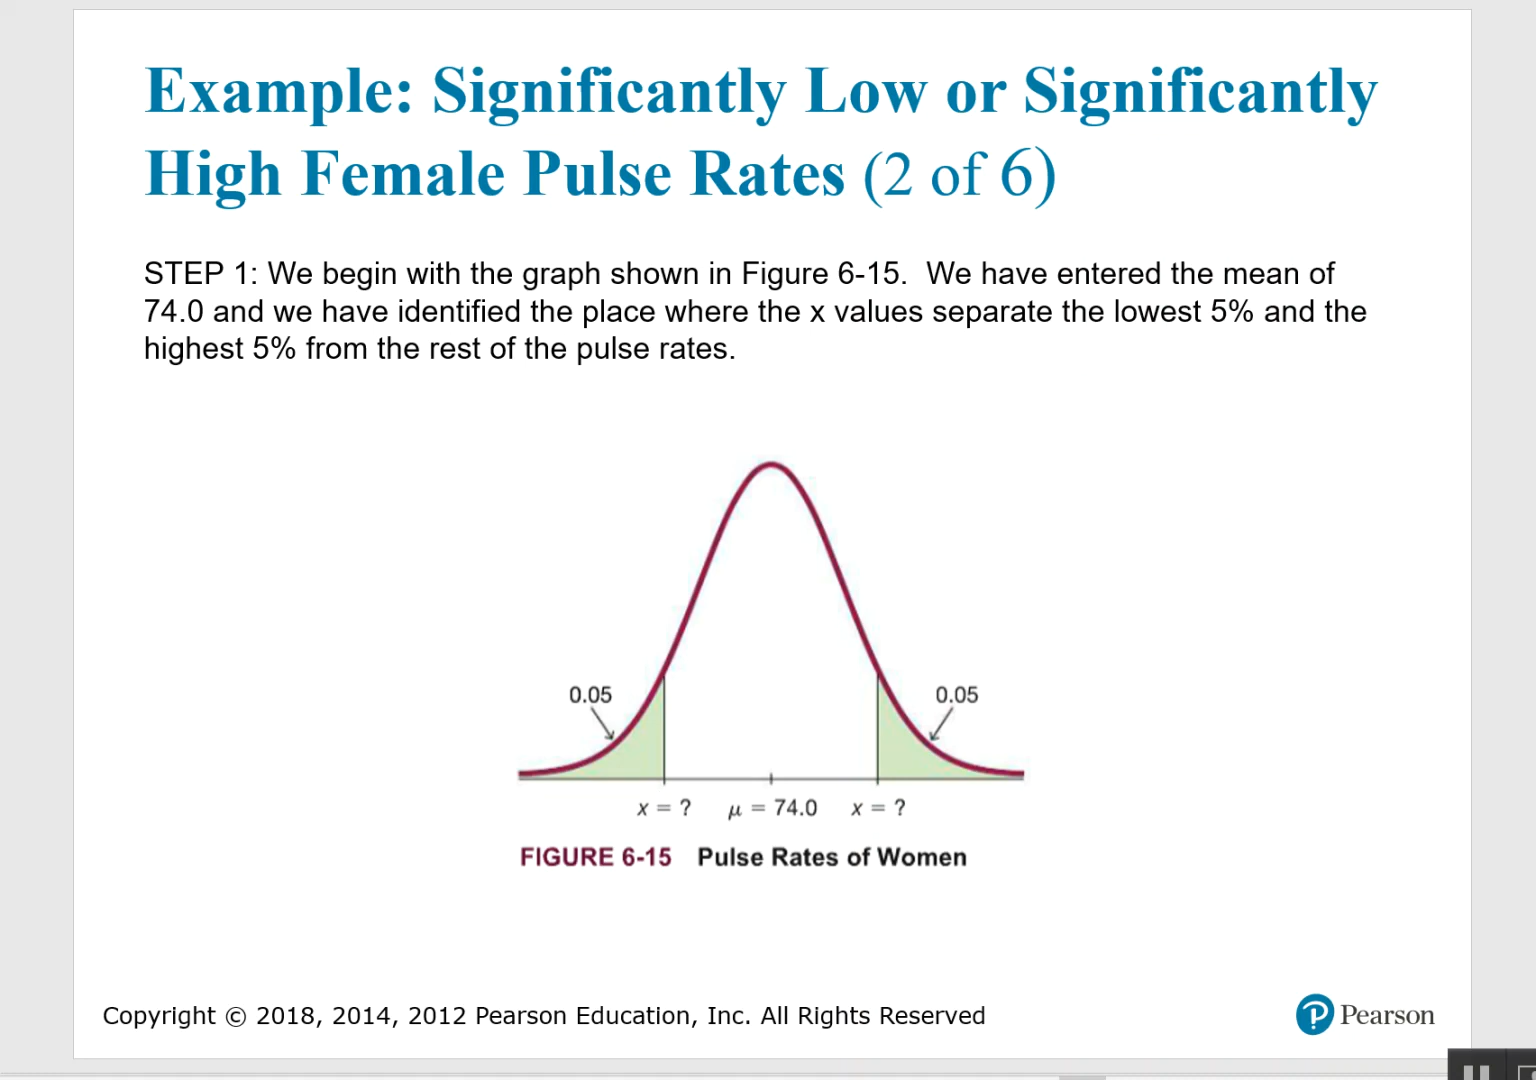 Example: Significantly Low or Significantly
High Female Pulse Rates (2 of 6)
STEP 1: We begin with the graph shown in Figure 6-15.  We have entered the mean of
74.0 and we have identified the place where the x values separate the lowest 5% and the
highest 5% from the rest of the pulse rates.
0.05 0.05
x = ? μ = 74.0 x = ?
FIGURE 6-15 Pulse Rates of Women
Copyright © 2018, 2014, 2012 Pearson Education, Inc. All Rights Reserved
P Pearson